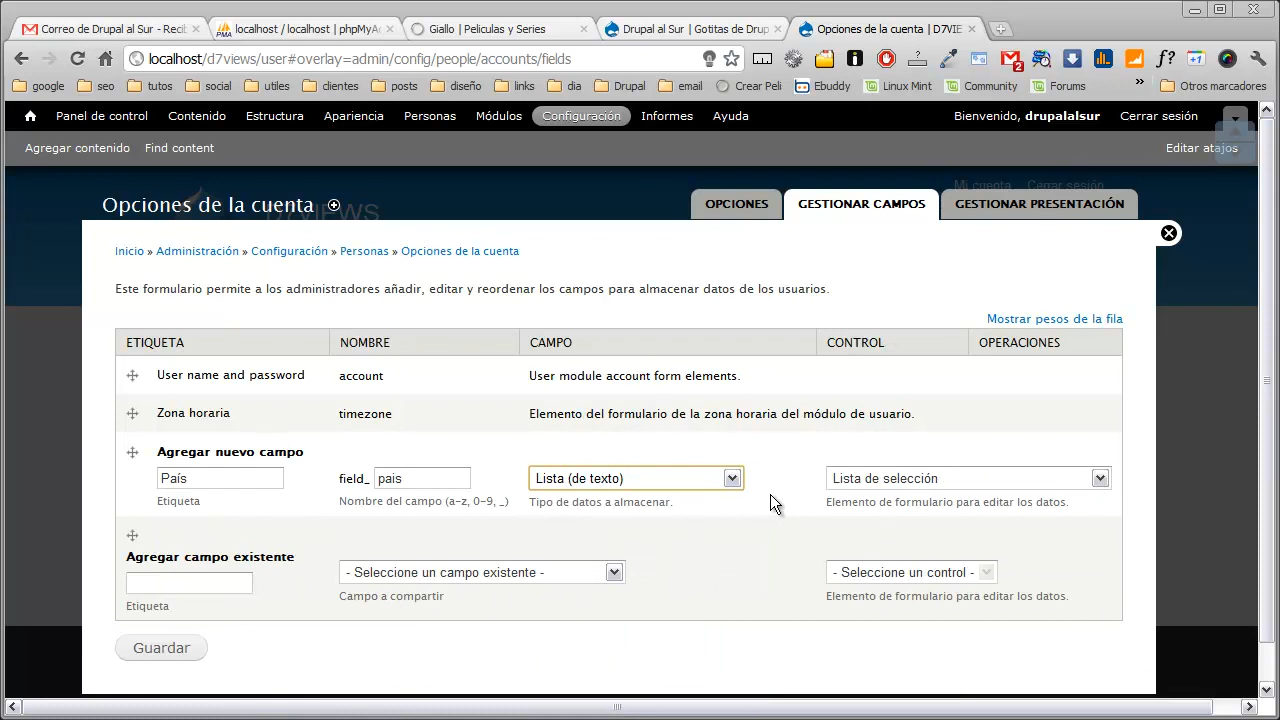 Correo de Drupal al Sur - Recib
localhost / localhost | phpMyA
Giallo | Peliculas y Series
Drupal al Sur | Gotitas de Drup
Opciones de la cuenta | D7VIE
localhost/d7views/user#overlay=admin/config/people/accounts/fields
google
tutos
social
utiles
clientes
posts
diseño
links
dia
Drupal
email
Crear Peli
Ebuddy
Linux Mint
Community
Forums
»
Otros marcadores
Panel de control
Contenido
Estructura
Apariencia
Personas
Módulos
Configuración
Informes
Ayuda
Bienvenido, drupalalsur
Cerrar sesión
Agregar contenido
Find content
Editar atajos
Mi cuenta
Cerrar sesión
D7VIEWS
Opciones de la cuenta
OPCIONES
GESTIONAR CAMPOS
GESTIONAR PRESENTACIÓN
Inicio » Administración » Configuración » Personas » Opciones de la cuenta
Este formulario permite a los administradores añadir, editar y reordenar los campos para almacenar datos de los usuarios.
Mostrar pesos de la fila
ETIQUETA
NOMBRE
CAMPO
CONTROL
OPERACIONES
User name and password
account
User module account form elements.
Zona horaria
timezone
Elemento del formulario de la zona horaria del módulo de usuario.
Agregar nuevo campo
País
field_
pais
Lista (de texto)
Lista de selección
Etiqueta
Nombre del campo (a-z, 0-9, _)
Tipo de datos a almacenar.
Elemento de formulario para editar los datos.
Agregar campo existente
- Seleccione un campo existente -
- Seleccione un control -
Etiqueta
Campo a compartir
Elemento de formulario para editar los datos.
Guardar